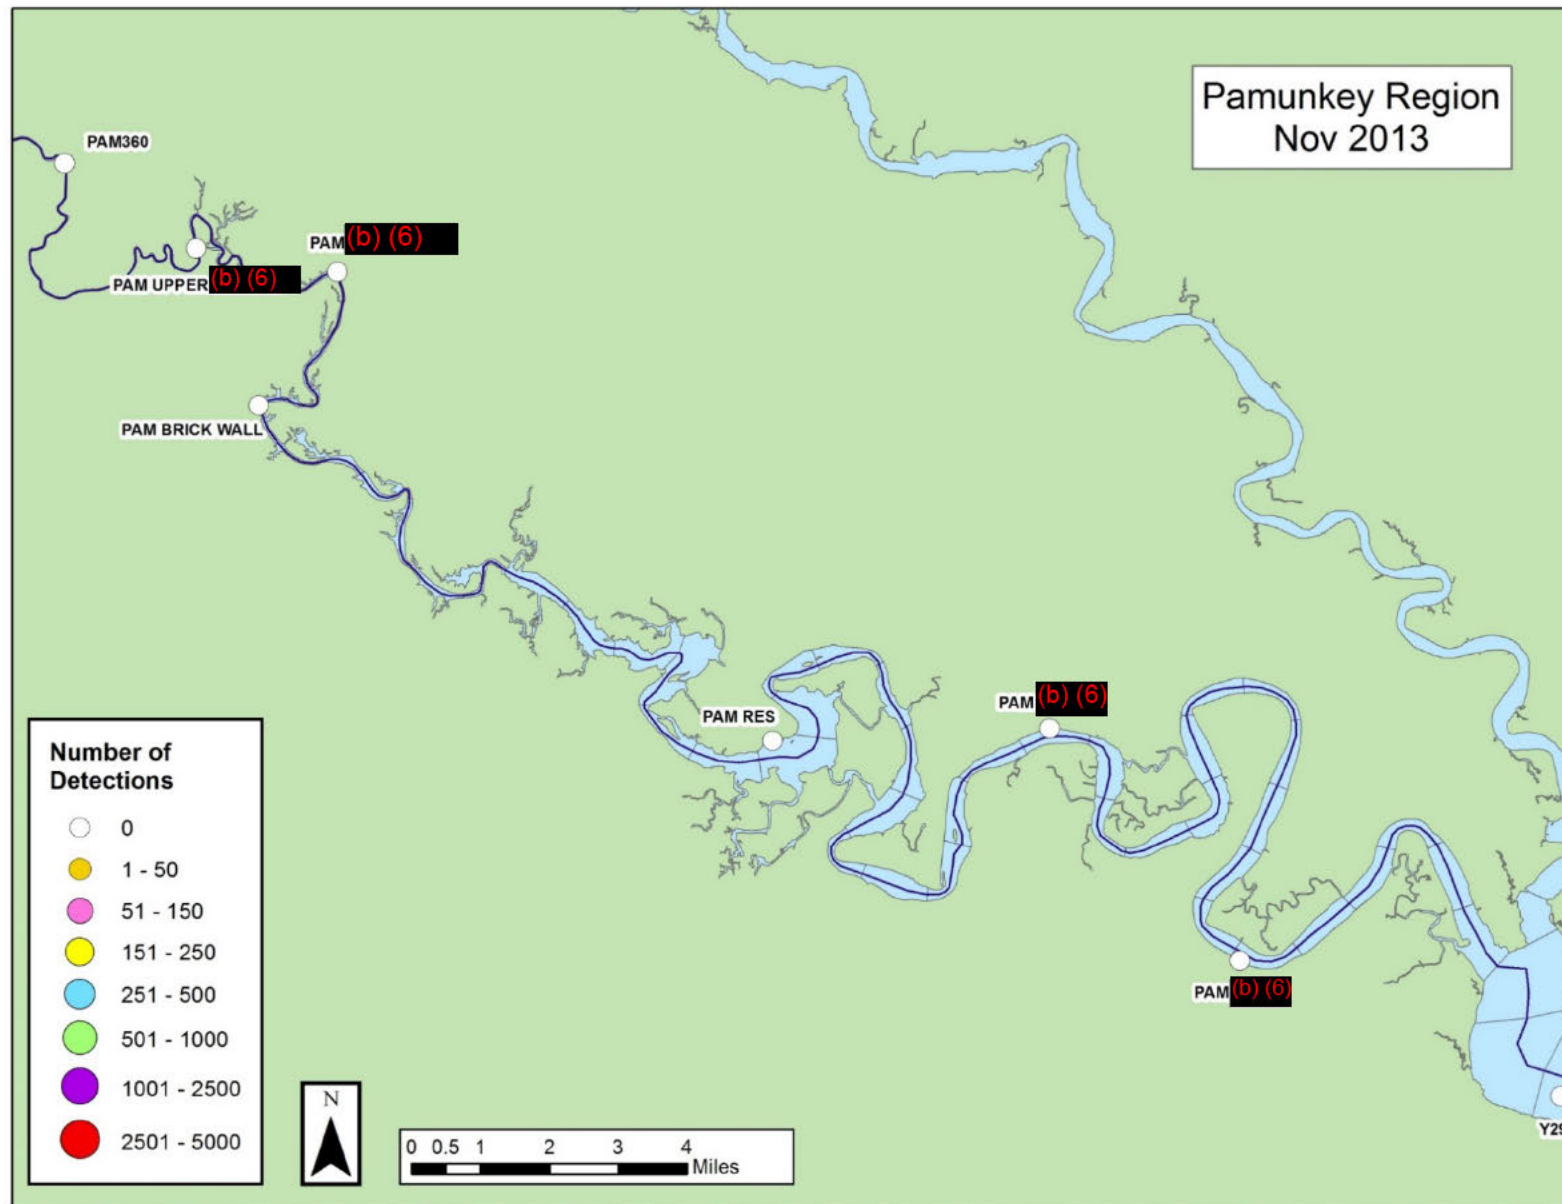 Pamunkey Region
Nov 2013
PAM360
PAM (b) (6)
PAM UPPER (b) (6)
PAM BRICK WALL
PAM RES
PAM (b) (6)
PAM (b) (6)
Y29
Number of
Detections
0
1 - 50
51 - 150
151 - 250
251 - 500
501 - 1000
1001 - 2500
2501 - 5000
N
0 0.5 1 2 3 4
Miles